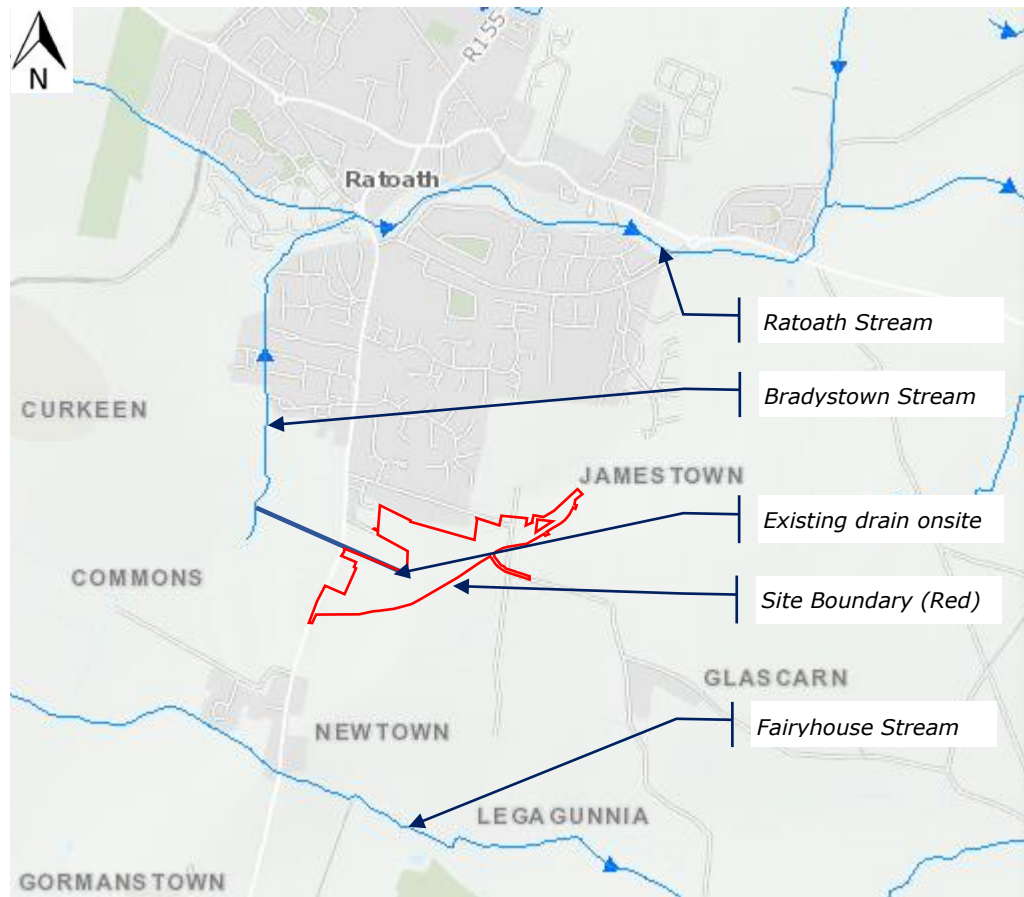 N
R155
Ratoath
Ratoath Stream
Bradystown Stream
CURKEEN
JAMESTOWN
Existing drain onsite
COMMONS
Site Boundary (Red)
GLASCARN
NEWTOWN
Fairyhouse Stream
LEGAGUNNIA
GORMANSTOWN